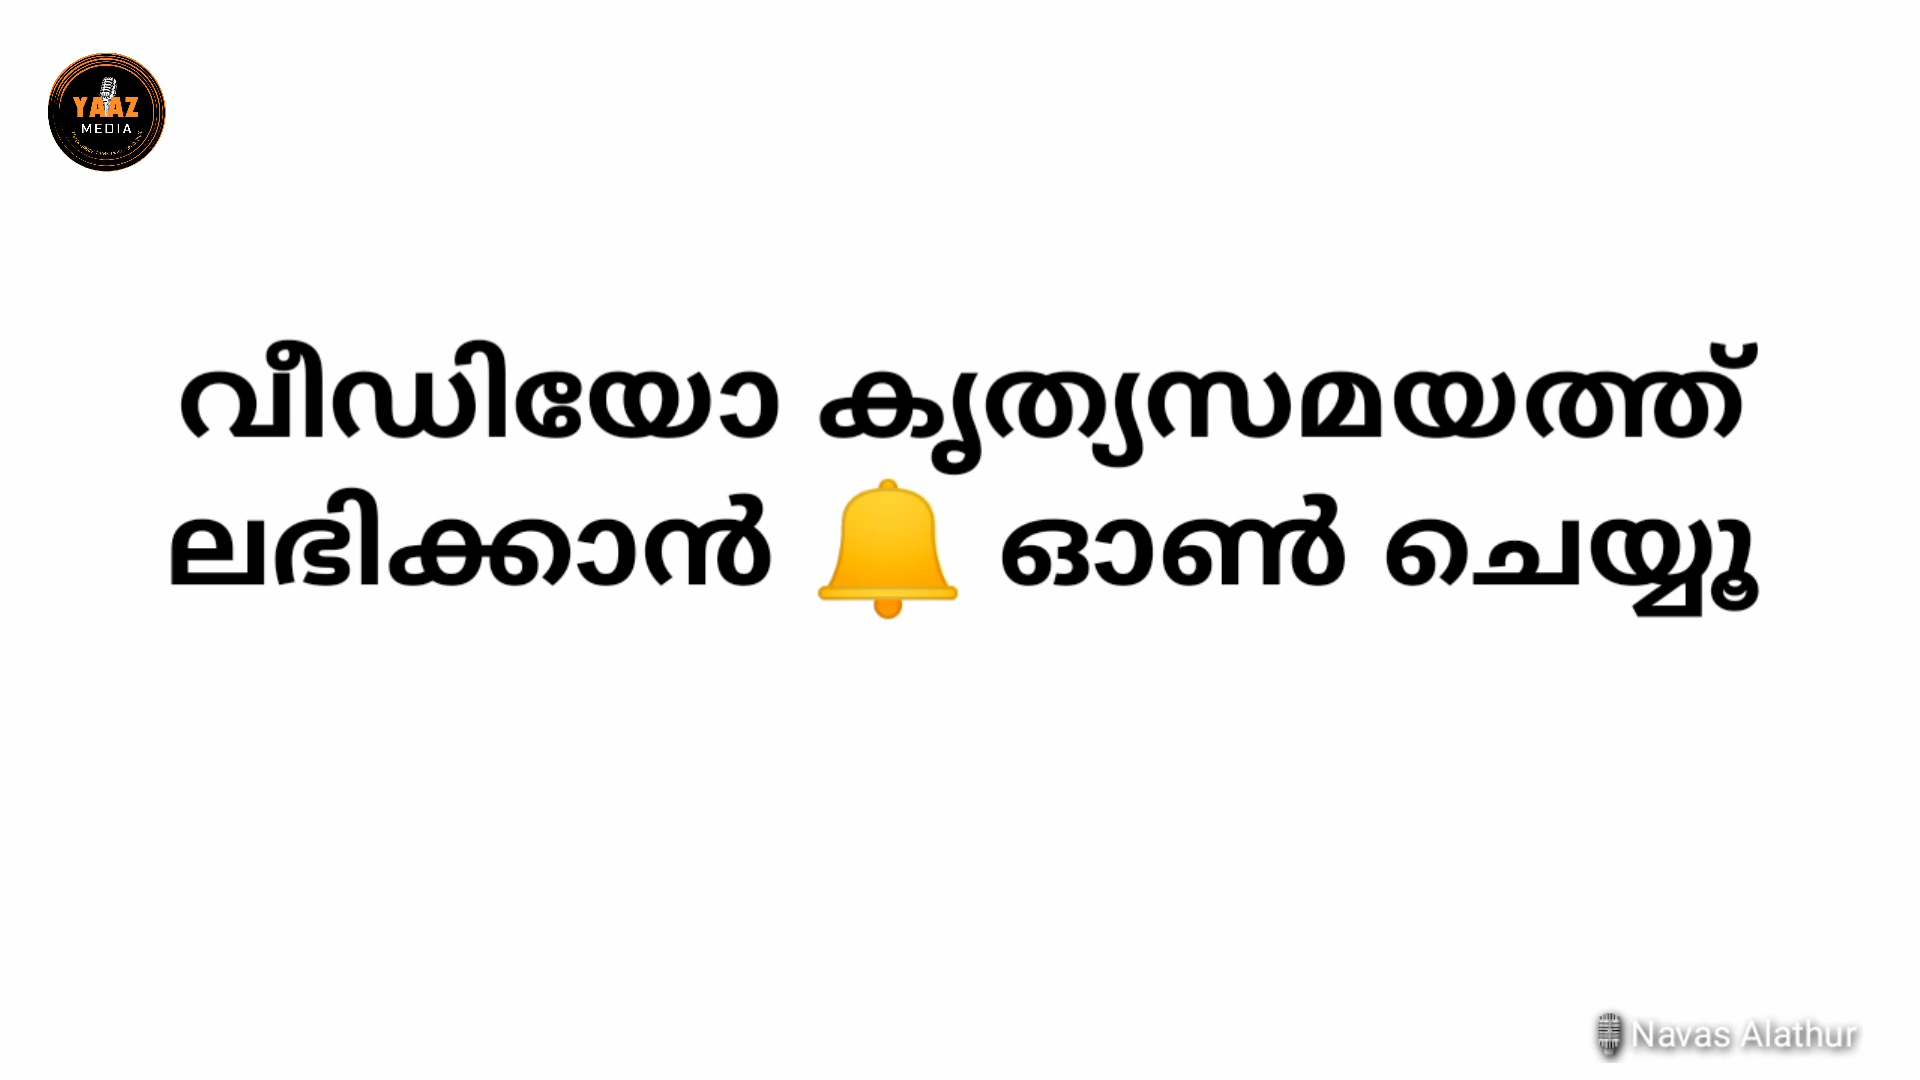 YAAZ
MEDIA
വീഡിയോ കൃത്യസമയത്ത്
ലഭിക്കാൻ 🔔 ഓൺ ചെയ്യൂ
Navas Alathur